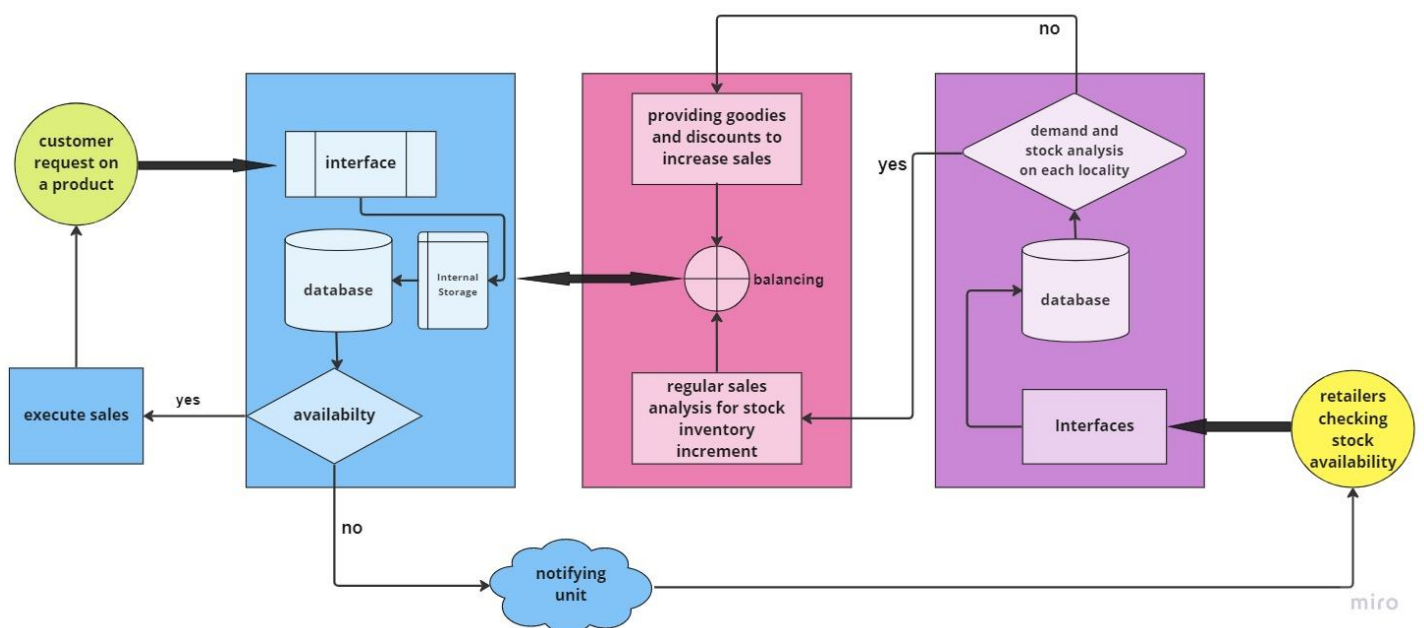 no
customer
request on
a product
interface
providing goodies
and discounts to
increase sales
demand and
stock analysis
on each locality
yes
database
Internal
Storage
balancing
database
execute sales
yes
availabilty
regular sales
analysis for stock
inventory
increment
Interfaces
retailers
checking
stock
availability
no
notifying
unit
miro